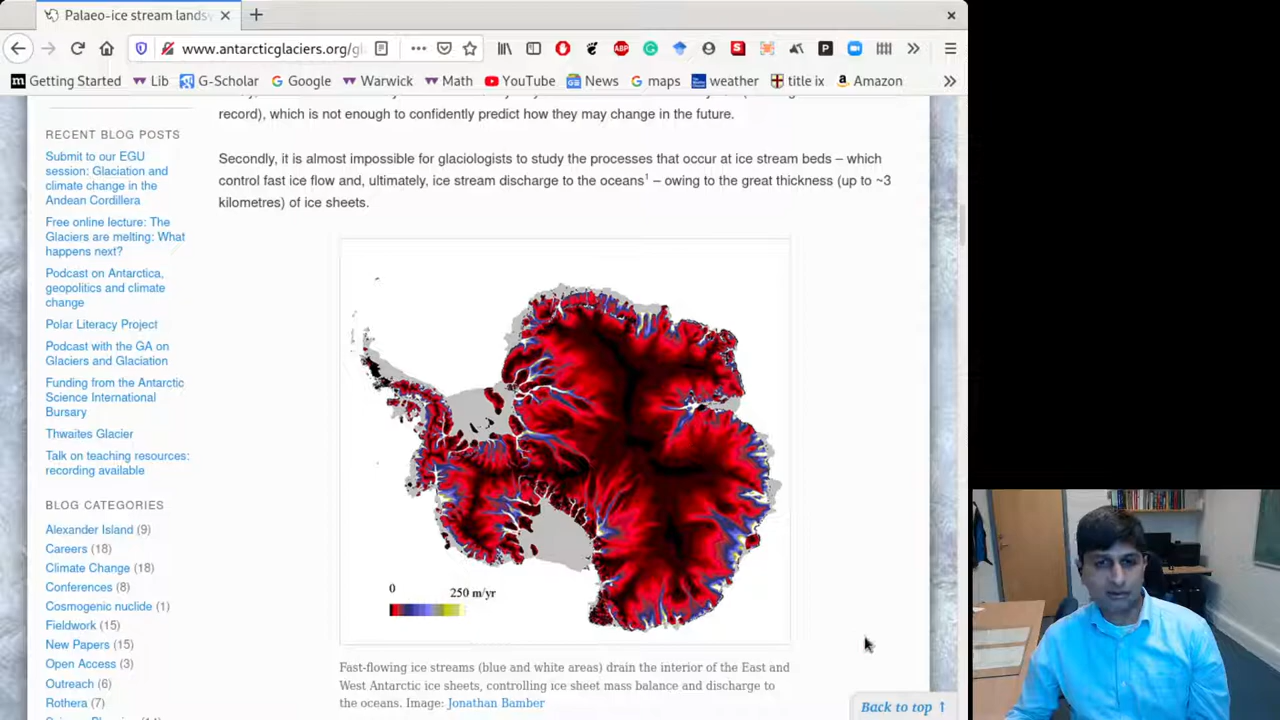 Palaeo-ice stream lands
www.antarcticglaciers.org/gl
ABP
S
P
m Getting Started Lib G-Scholar Google Warwick Math YouTube News maps weather title ix Amazon
record), which is not enough to confidently predict how they may change in the future.
Secondly, it is almost impossible for glaciologists to study the processes that occur at ice stream beds – which
control fast ice flow and, ultimately, ice stream discharge to the oceans¹ – owing to the great thickness (up to ~3
kilometres) of ice sheets.
RECENT BLOG POSTS
Submit to our EGU
session: Glaciation and
climate change in the
Andean Cordillera
Free online lecture: The
Glaciers are melting: What
happens next?
Podcast on Antarctica,
geopolitics and climate
change
Polar Literacy Project
Podcast with the GA on
Glaciers and Glaciation
Funding from the Antarctic
Science International
Bursary
Thwaites Glacier
Talk on teaching resources:
recording available
BLOG CATEGORIES
Alexander Island (9)
Careers (18)
Climate Change (18)
Conferences (8)
Cosmogenic nuclide (1)
Fieldwork (15)
New Papers (15)
Open Access (3)
Outreach (6)
Rothera (7)
0 250 m/yr
Fast-flowing ice streams (blue and white areas) drain the interior of the East and
West Antarctic ice sheets, controlling ice sheet mass balance and discharge to
the oceans. Image: Jonathan Bamber
Back to top ↑